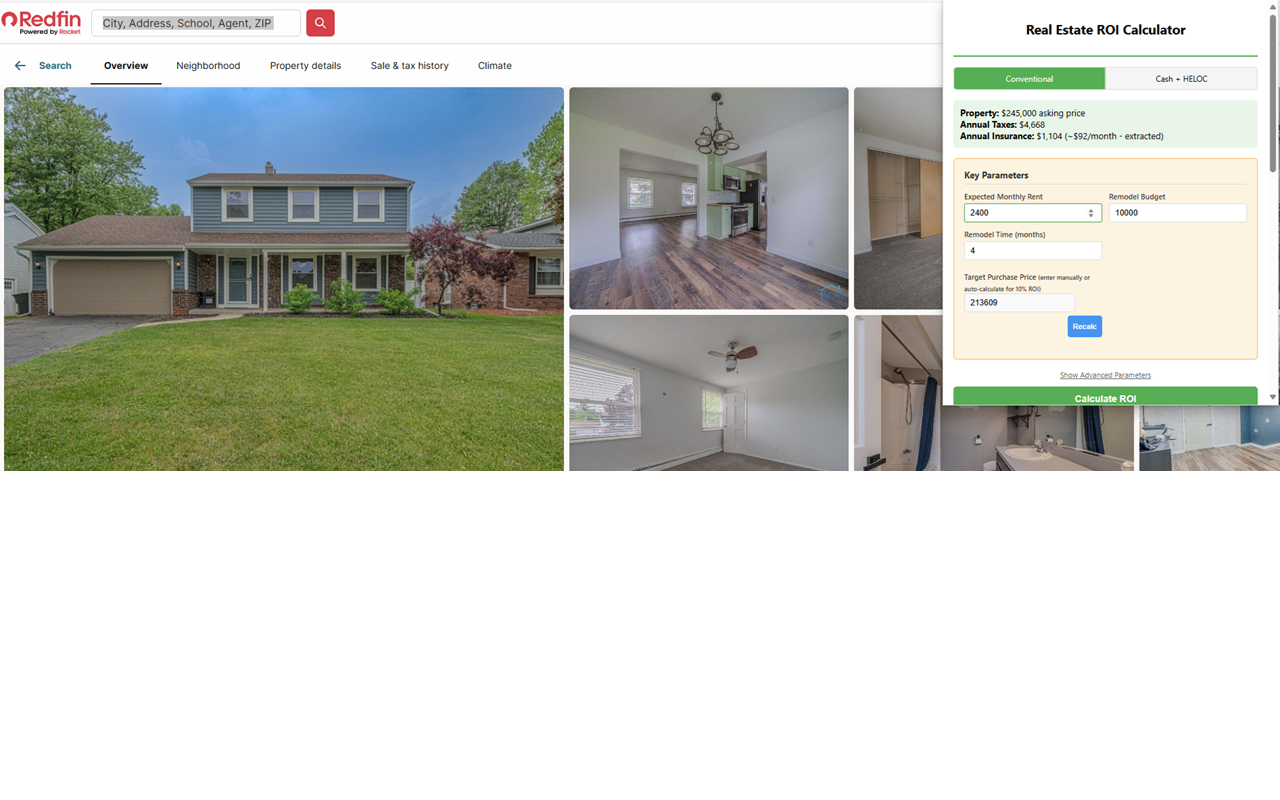 Redfin
Powered by Rocket
City, Address, School, Agent, ZIP
Search
Overview
Neighborhood
Property details
Sale & tax history
Climate
Real Estate ROI Calculator
Conventional
Cash + HELOC
Property: $245,000 asking price
Annual Taxes: $4,668
Annual Insurance: $1,104 (~$92/month - extracted)
Key Parameters
Expected Monthly Rent
Remodel Budget
2400
10000
Remodel Time (months)
4
Target Purchase Price (enter manually or
auto-calculate for 10% ROI)
213609
Recalc
Show Advanced Parameters
Calculate ROI